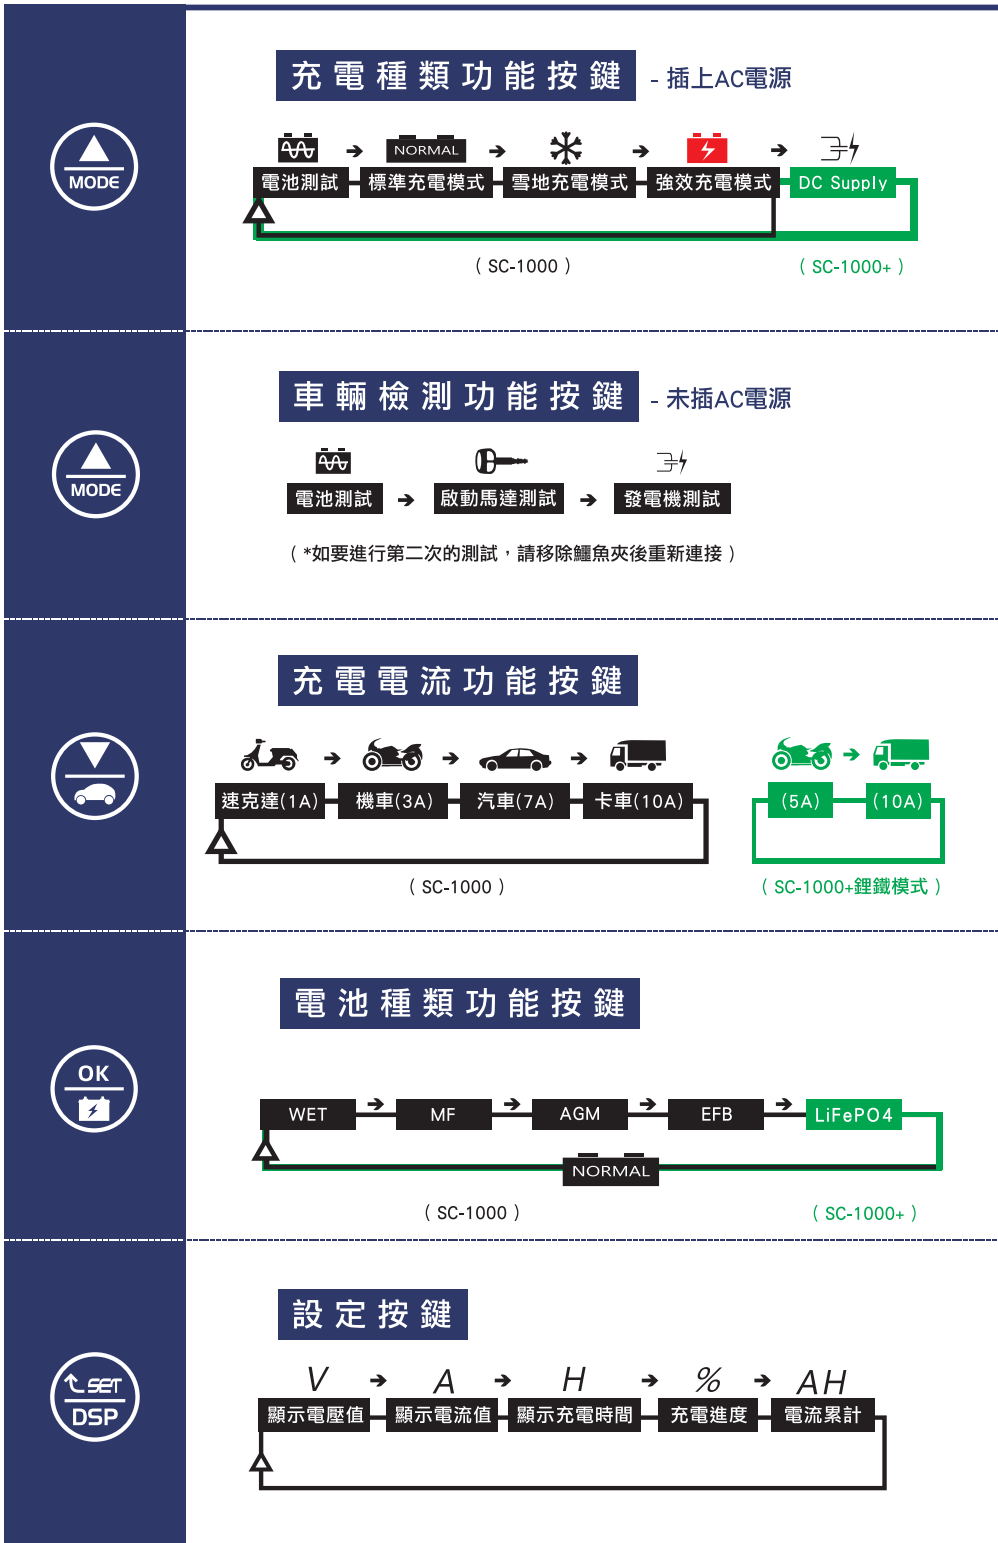 充電種類功能按鍵 - 插上AC電源
MODE
NORMAL
電池測試 標準充電模式 雪地充電模式 強效充電模式 DC Supply
( SC-1000 ) ( SC-1000+ )
車輛檢測功能按鍵 - 未插AC電源
MODE
電池測試 啟動馬達測試 發電機測試
( *如要進行第二次的測試，請移除鱷魚夾後重新連接 )
充電電流功能按鍵
速克達(1A) 機車(3A) 汽車(7A) 卡車(10A) (5A) (10A)
( SC-1000 ) ( SC-1000+鋰鐵模式 )
電池種類功能按鍵
OK
WET MF AGM EFB LiFePO4
NORMAL
( SC-1000 ) ( SC-1000+ )
設定按鍵
SET
DSP
V A H % AH
顯示電壓值 顯示電流值 顯示充電時間 充電進度 電流累計